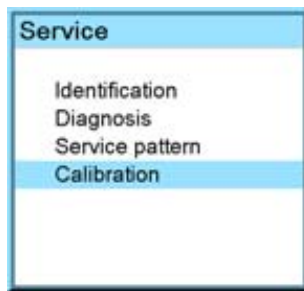 Service
Identification
Diagnosis
Service pattern
Calibration